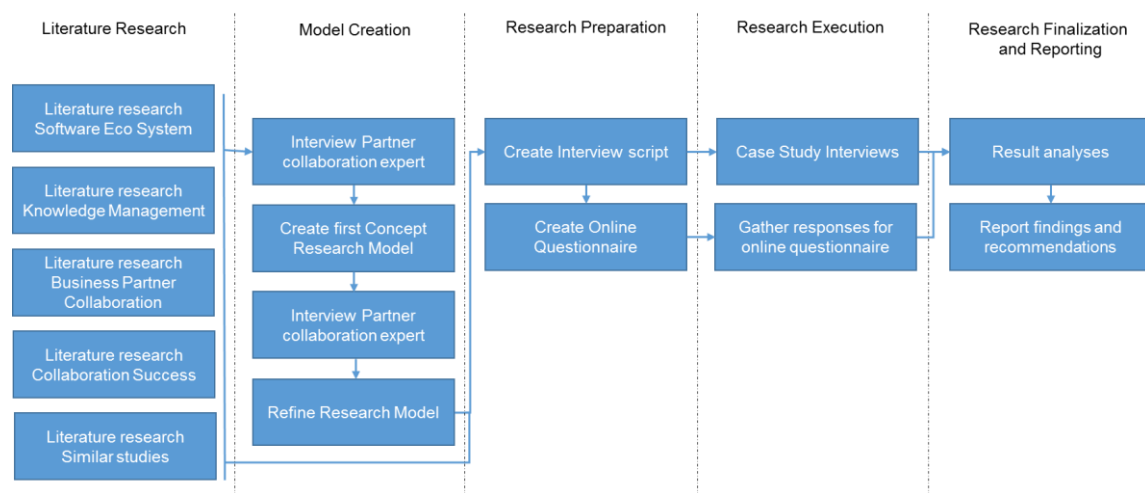 Literature Research
Model Creation
Research Preparation
Research Execution
Research Finalization
and Reporting
Literature research
Software Eco System
Literature research
Knowledge Management
Literature research
Business Partner
Collaboration
Literature research
Collaboration Success
Literature research
Similar studies
Interview Partner
collaboration expert
Create first Concept
Research Model
Interview Partner
collaboration expert
Refine Research Model
Create Interview script
Create Online
Questionnaire
Case Study Interviews
Gather responses for
online questionnaire
Result analyses
Report findings and
recommendations